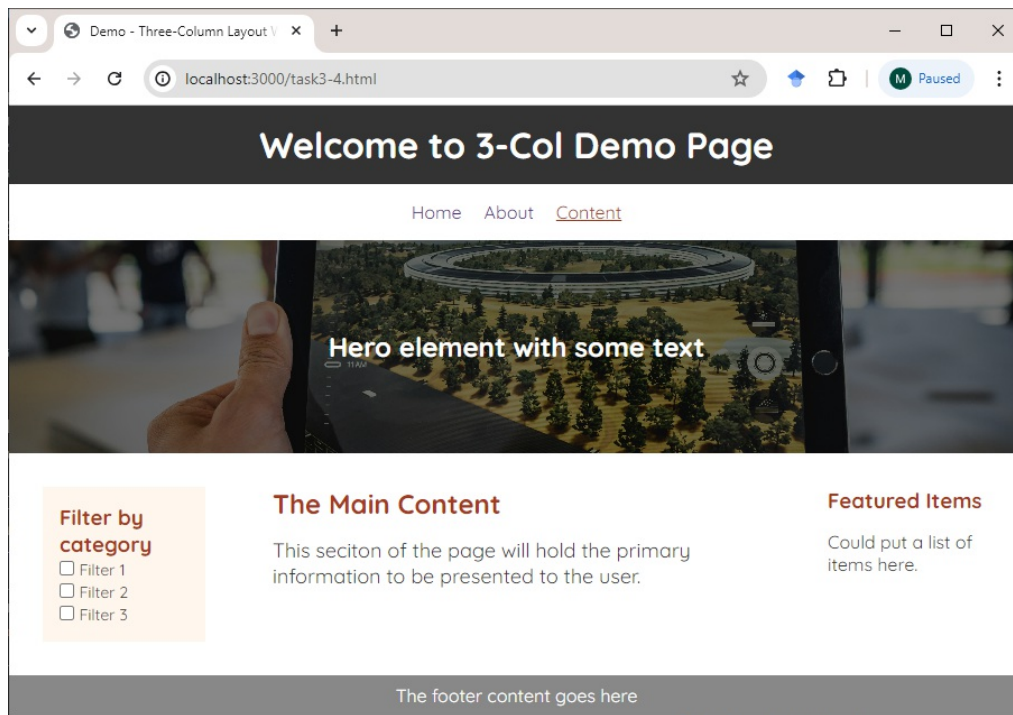 Demo - Three-Column Layout
localhost:3000/task3-4.html
M Paused
Welcome to 3-Col Demo Page
Home About Content
Hero element with some text
Filter by
category
Filter 1
Filter 2
Filter 3
The Main Content
This seciton of the page will hold the primary
information to be presented to the user.
Featured Items
Could put a list of
items here.
The footer content goes here